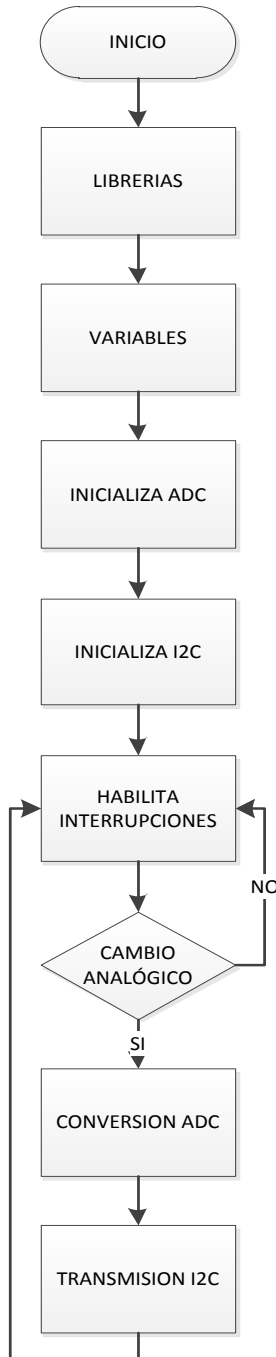 INICIO
LIBRERIAS
VARIABLES
INICIALIZA ADC
INICIALIZA I2C
HABILITA
INTERRUPCIONES
NO
CAMBIO
ANALÓGICO
SI
CONVERSION ADC
TRANSMISION I2C